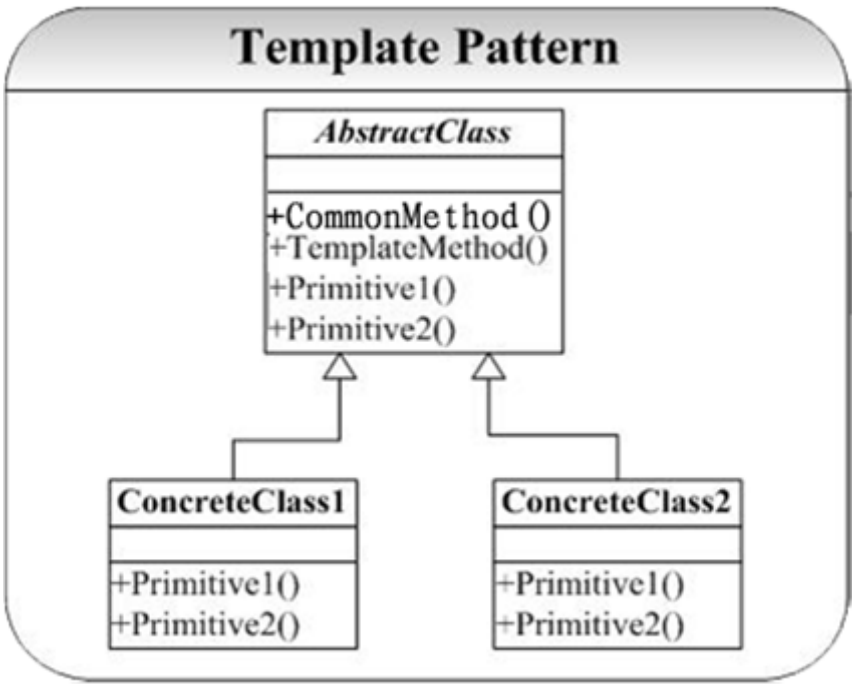 Template Pattern
AbstractClass
+CommonMethod()
+TemplateMethod()
+Primitive1()
+Primitive2()
ConcreteClass1
+Primitive1()
+Primitive2()
ConcreteClass2
+Primitive1()
+Primitive2()